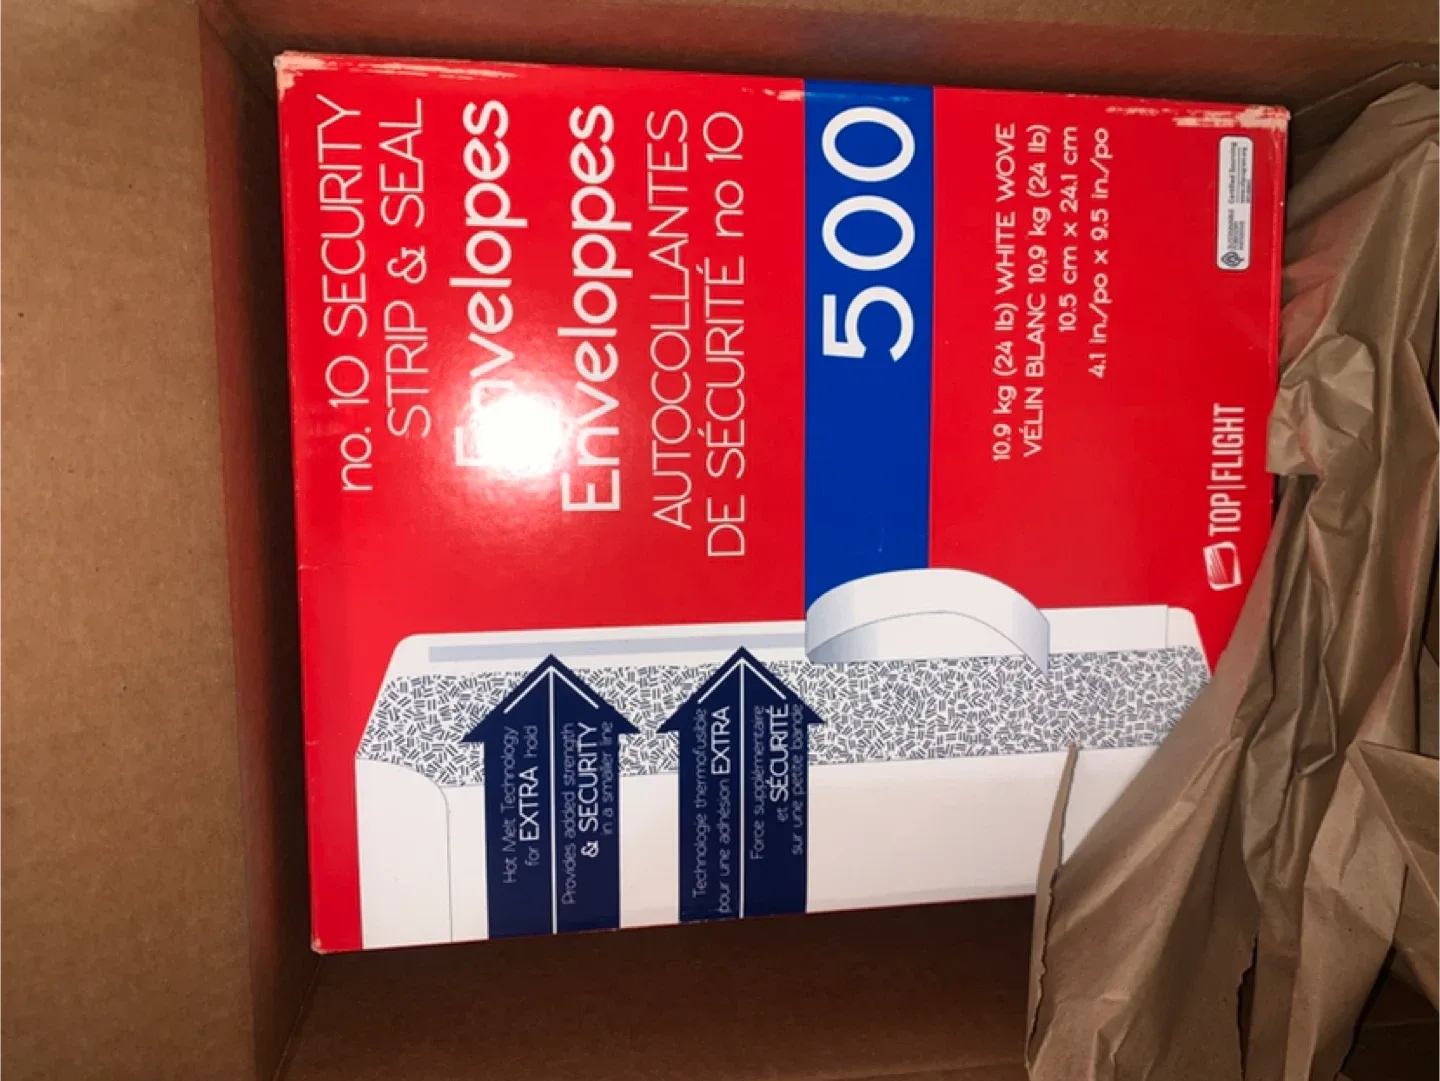 no. 10 SECURITY
STRIP & SEAL
Envelopes
Enveloppes
AUTOCOLLANTES
DE SÉCURITÉ no 10
500
10.9 kg (24 lb) WHITE WOVE
VÉLIN BLANC 10.9 kg (24 lb)
10.5 cm x 24.1 cm
4.1 in/po x 9.5 in/po
Certified Sourcing
TOP|FLIGHT
Hot Melt Technology
for EXTRA hold
Provides added strength
& SECURITY
in a smaller line
Technologie thermofusible
pour une adhésion EXTRA
Force supplémentaire
et SÉCURITÉ
sur une petite bande